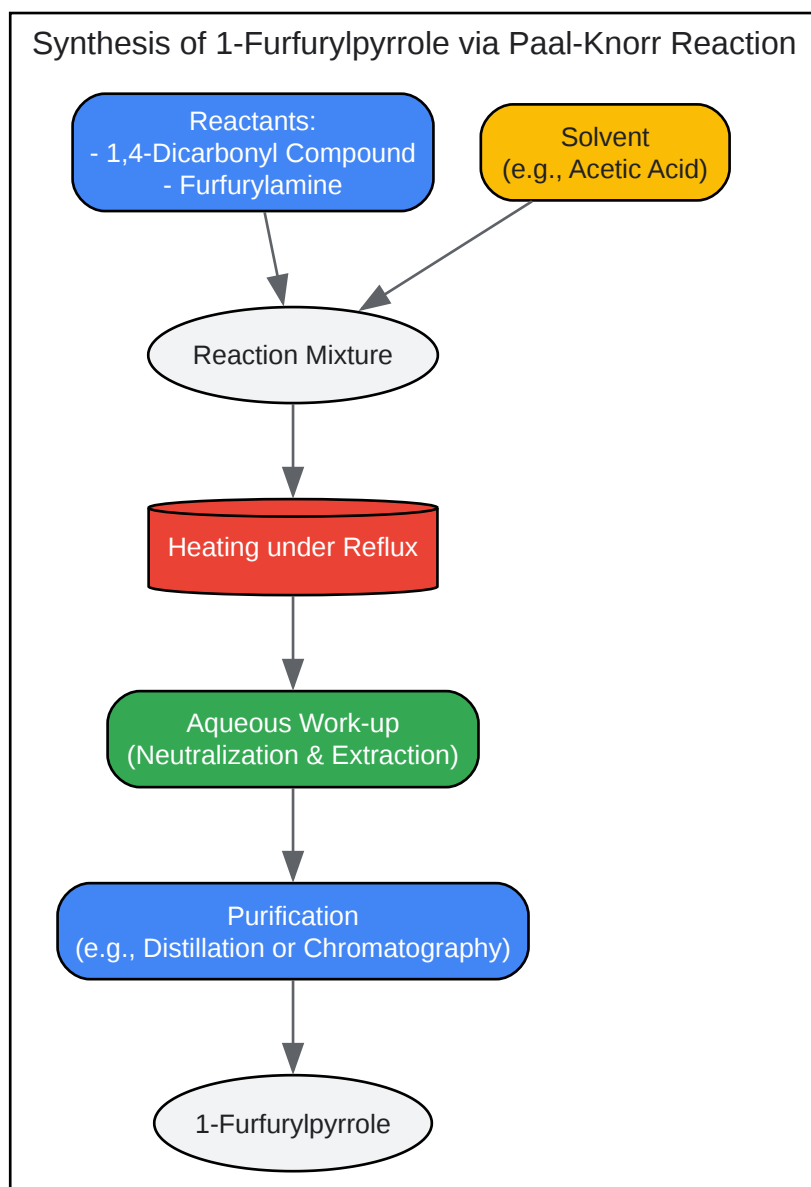 Synthesis of 1-Furfurylpyrrole via Paal-Knorr Reaction
Reactants:
- 1,4-Dicarbonyl Compound
- Furfurylamine
Solvent
(e.g., Acetic Acid)
Reaction Mixture
Heating under Reflux
Aqueous Work-up
(Neutralization & Extraction)
Purification
(e.g., Distillation or Chromatography)
1-Furfurylpyrrole